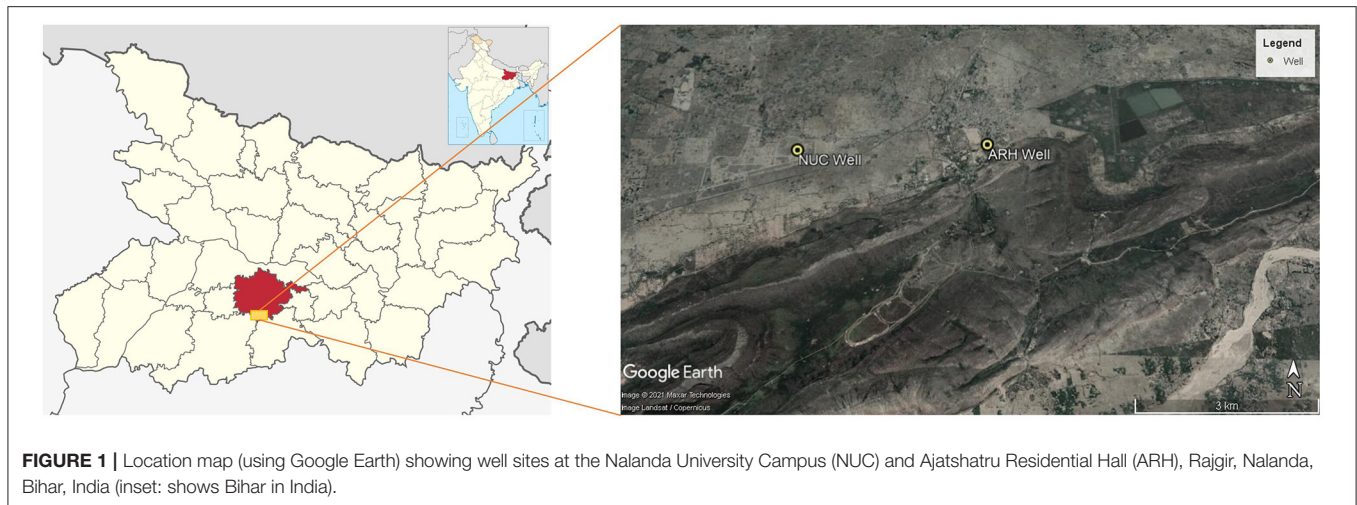 Legend
Well
NUC Well
ARH Well
Google Earth
Image © 2021 Maxar Technologies
Image Landsat / Copernicus
N
3 km
FIGURE 1 | Location map (using Google Earth) showing well sites at the Nalanda University Campus (NUC) and Ajatshatru Residential Hall (ARH), Rajgir, Nalanda,
Bihar, India (inset: shows Bihar in India).